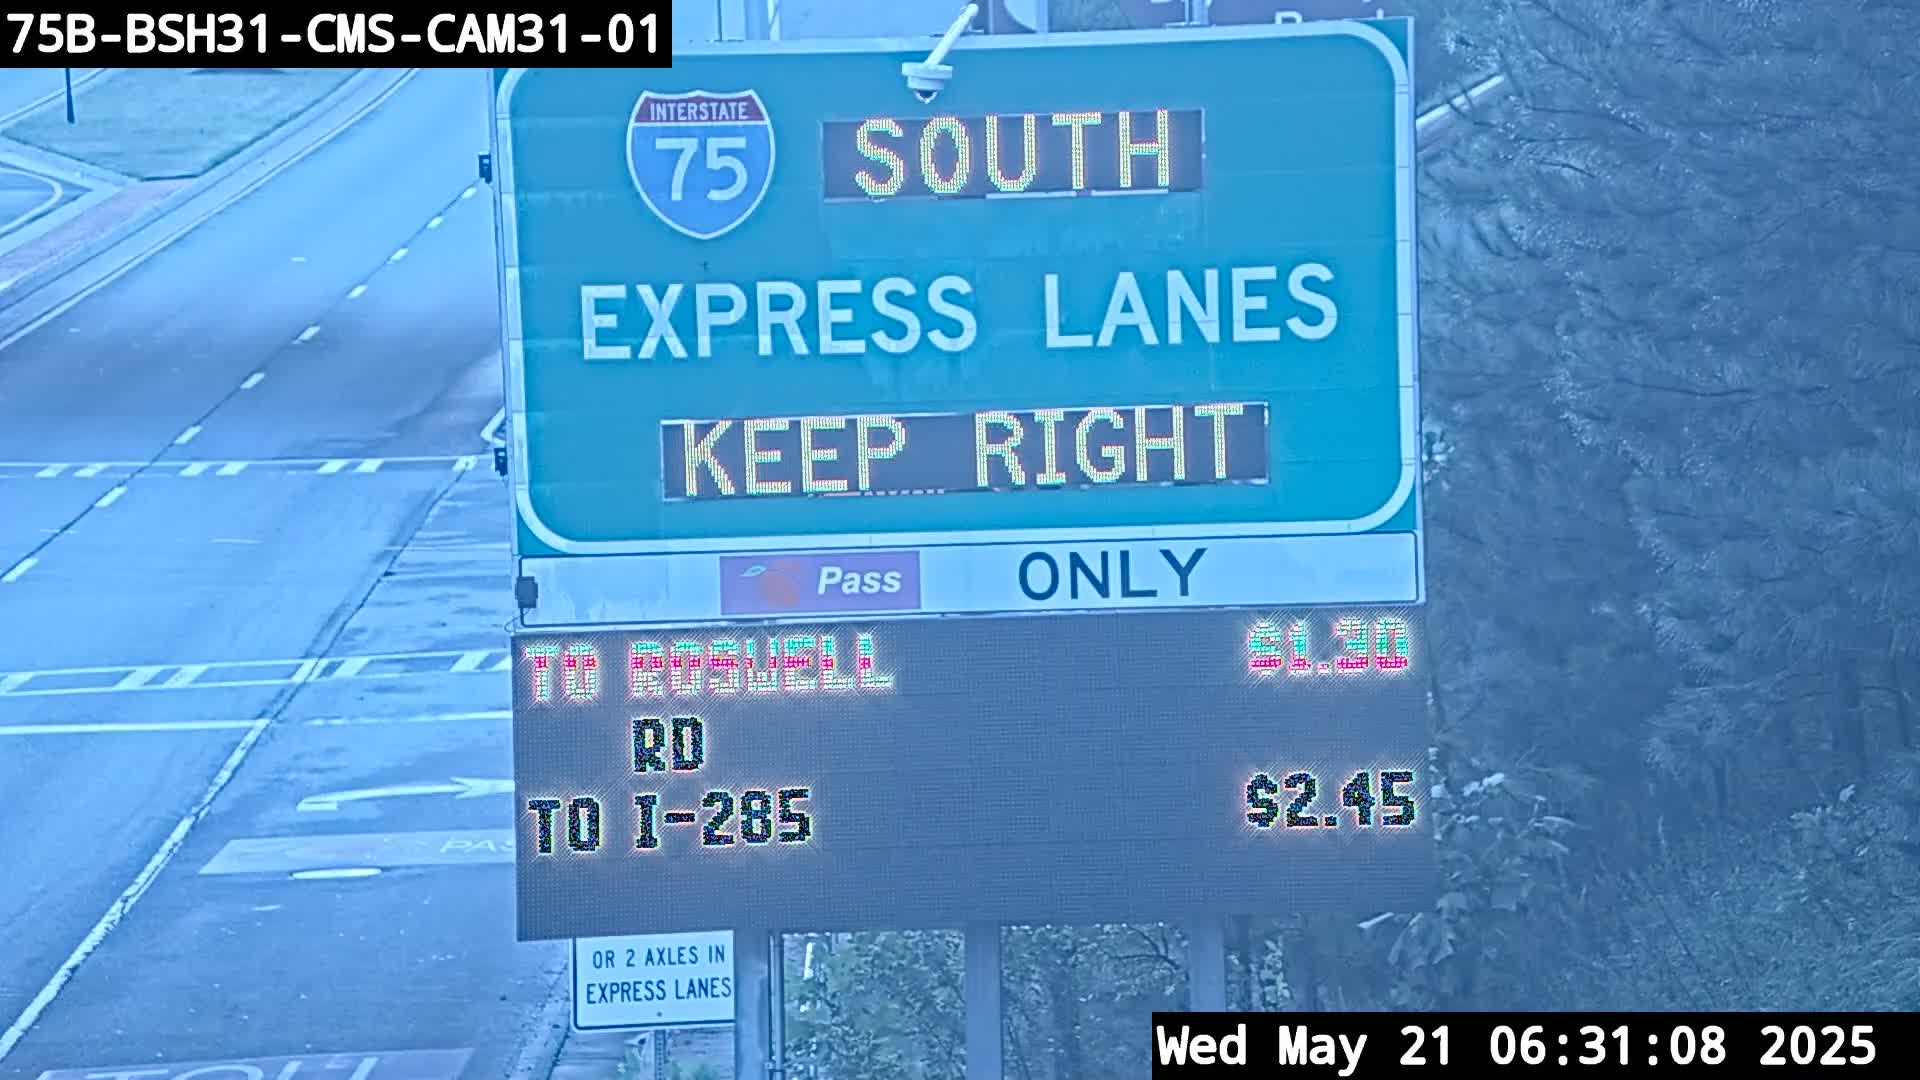 75B-BSH31-CMS-CAM31-01
INTERSTATE
75
SOUTH
EXPRESS LANES
KEEP RIGHT
Pass ONLY
TO ROSWELL $1.30
RD
TO I-285 $2.45
OR 2 AXLES IN
EXPRESS LANES
Wed May 21 06:31:08 2025